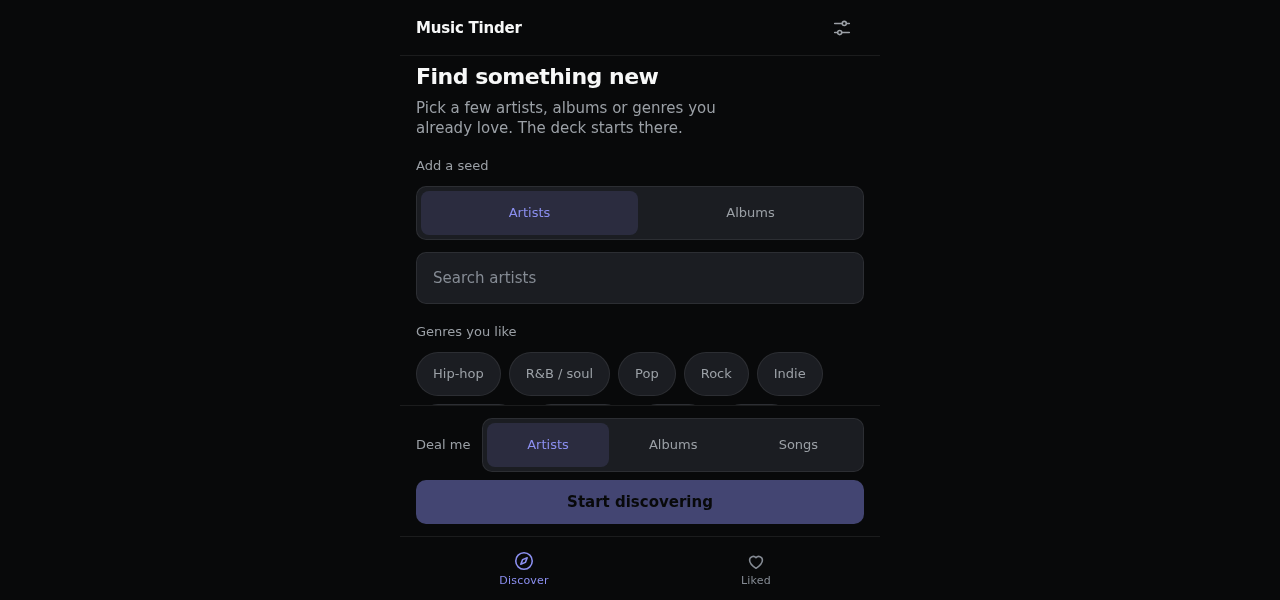 Music Tinder
Find something new
Pick a few artists, albums or genres you
already love. The deck starts there.
Add a seed
Artists
Albums
Search artists
Genres you like
Hip-hop
R&B / soul
Pop
Rock
Indie
Deal me
Artists
Albums
Songs
Start discovering
Discover
Liked